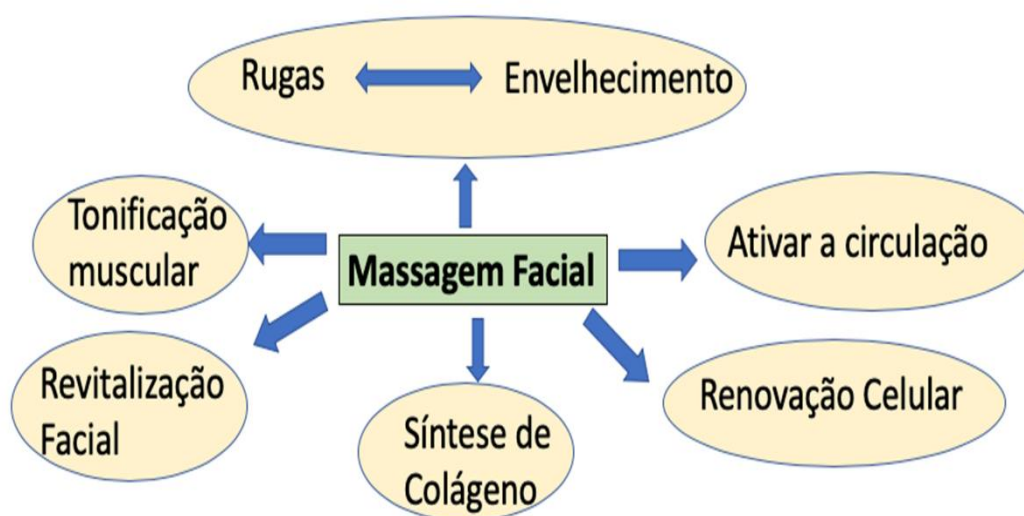 Rugas
Envelhecimento
Tonificação
muscular
Massagem Facial
Ativar a circulação
Revitalização
Facial
Síntese de
Colágeno
Renovação Celular